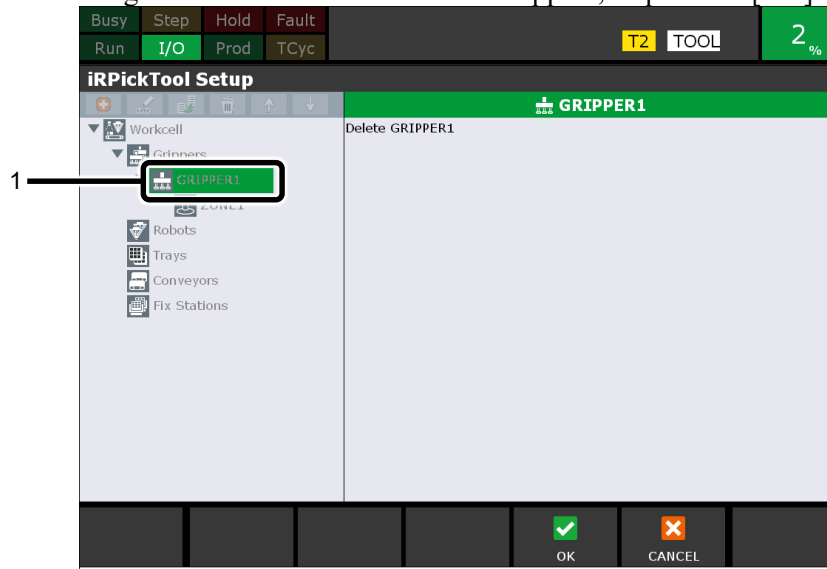 Busy Step Hold Fault
Run I/O Prod TCyc
T2 TOOL
2%
iRPickTool Setup
GRIPPER1
Workcell
Delete GRIPPER1
Grippers
1
GRIPPER1
ZONE1
Robots
Trays
Conveyors
Fix Stations
OK CANCEL